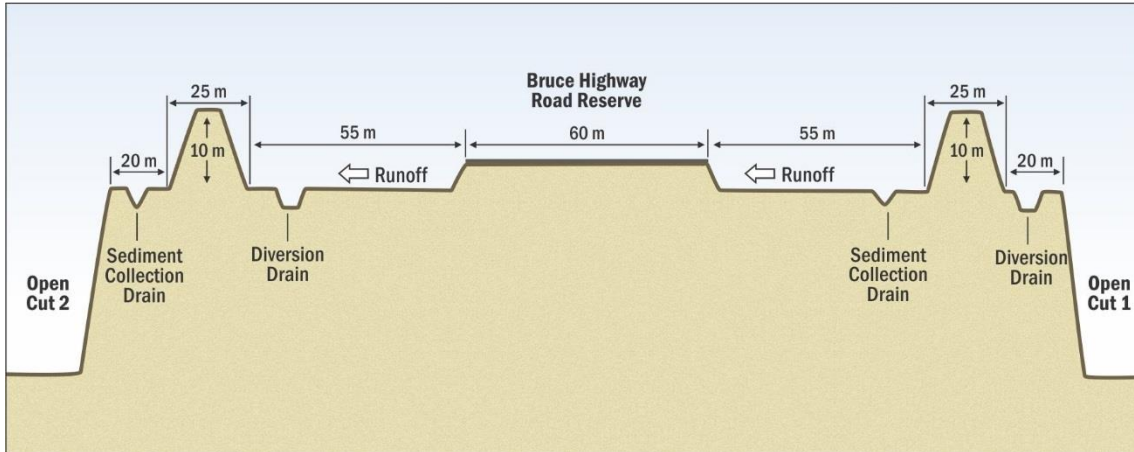 Bruce Highway
Road Reserve
25 m
25 m
55 m
60 m
55 m
10 m
10 m
20 m
20 m
Runoff
Runoff
Sediment
Collection
Drain
Diversion
Drain
Sediment
Collection
Drain
Diversion
Drain
Open
Cut 2
Open
Cut 1